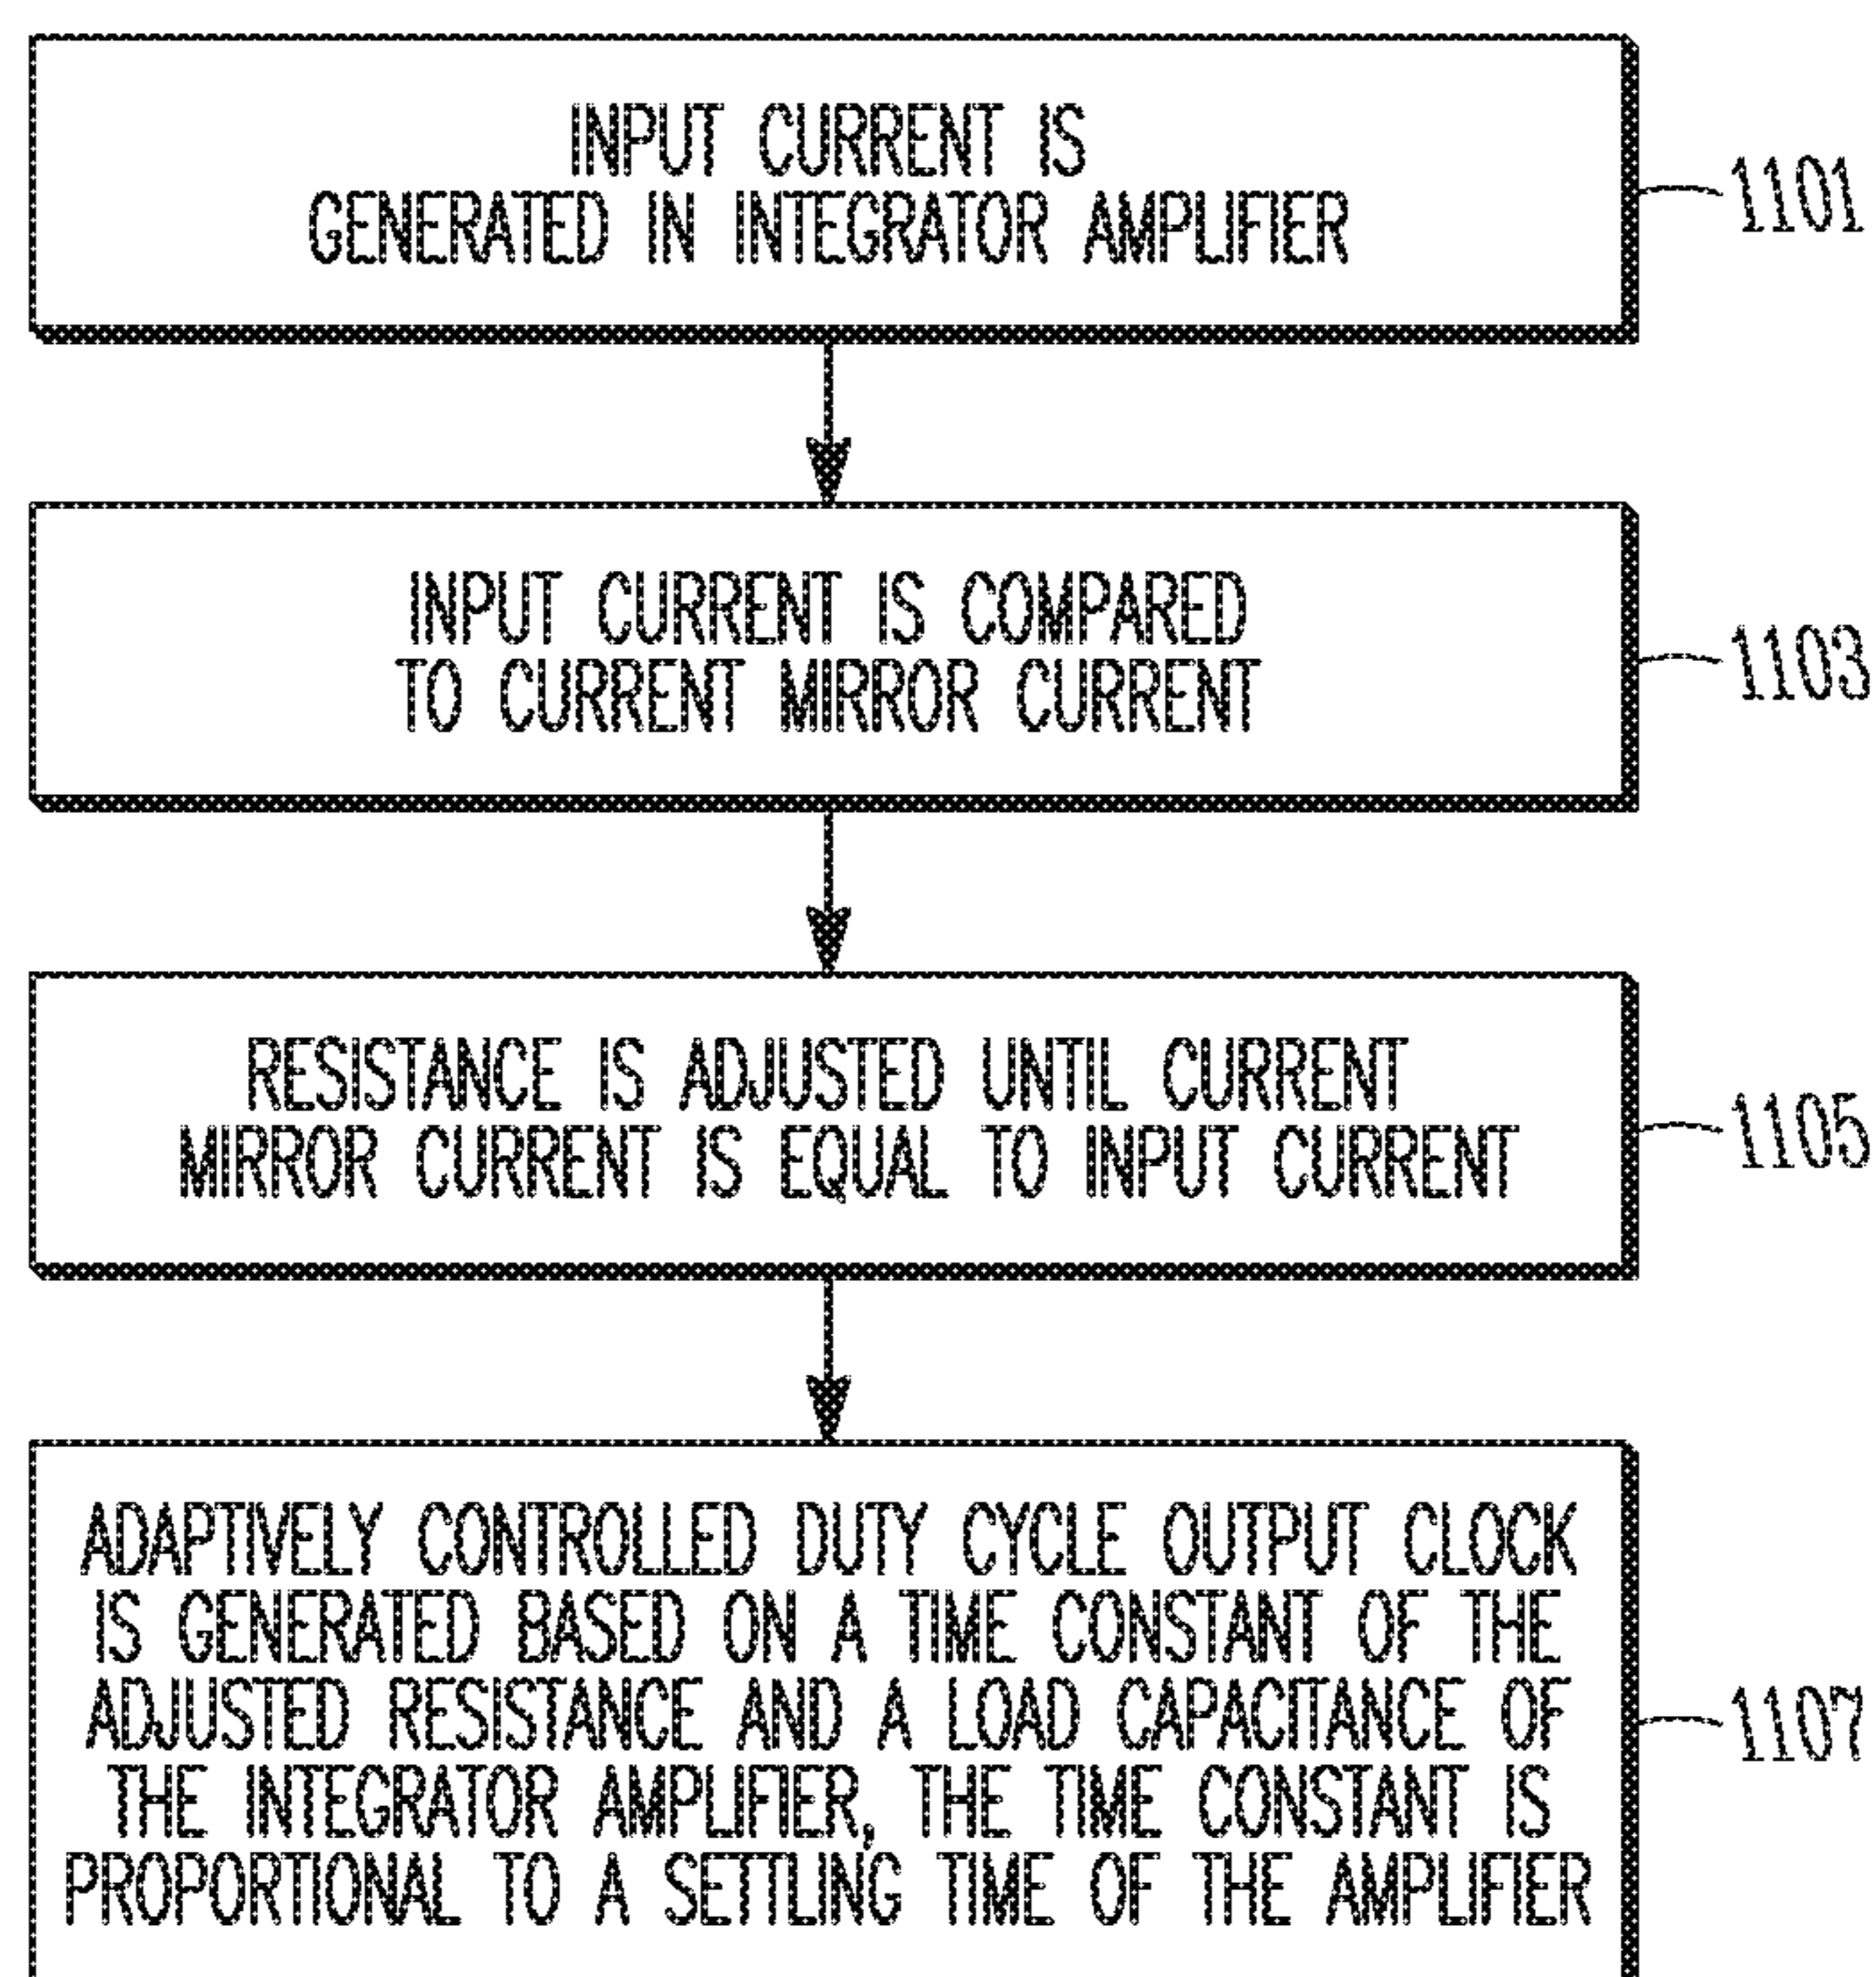 INPUT CURRENT IS
GENERATED IN INTEGRATOR AMPLIFIER
1101
INPUT CURRENT IS COMPARED
TO CURRENT MIRROR CURRENT
1103
RESISTANCE IS ADJUSTED UNTIL CURRENT
MIRROR CURRENT IS EQUAL TO INPUT CURRENT
1105
ADAPTIVELY CONTROLLED DUTY CYCLE OUTPUT CLOCK
IS GENERATED BASED ON A TIME CONSTANT OF THE
ADJUSTED RESISTANCE AND A LOAD CAPACITANCE OF
THE INTEGRATOR AMPLIFIER, THE TIME CONSTANT IS
PROPORTIONAL TO A SETTLING TIME OF THE AMPLIFIER
1107